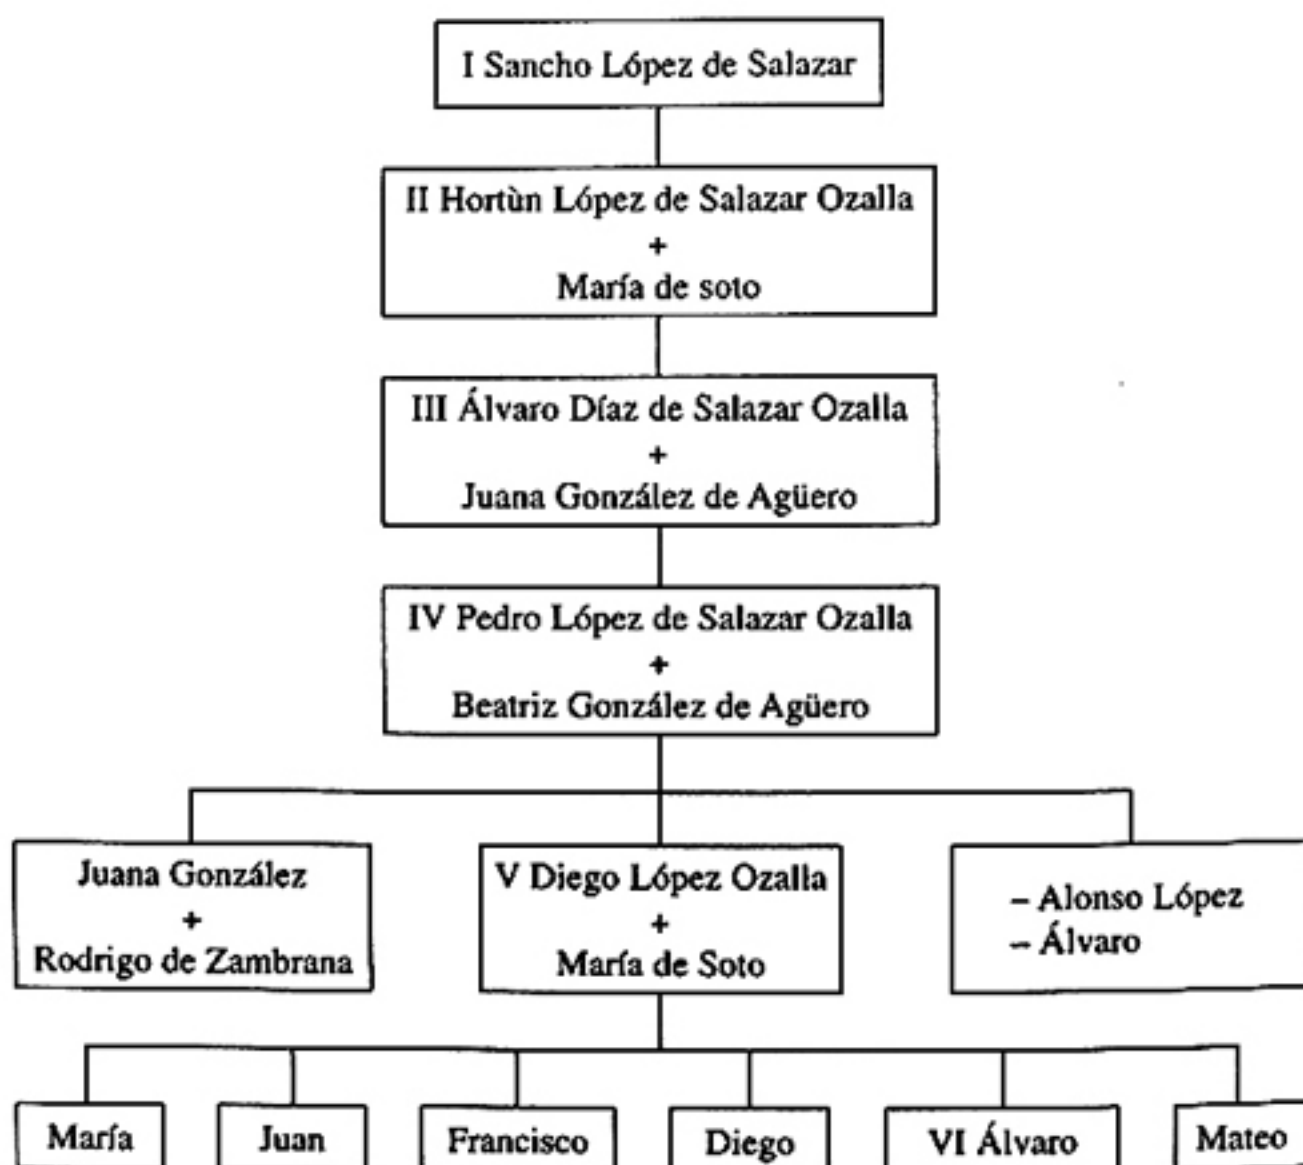 I Sancho López de Salazar
II Hortùn López de Salazar Ozalla
+
María de soto
III Álvaro Díaz de Salazar Ozalla
+
Juana González de Agüero
IV Pedro López de Salazar Ozalla
+
Beatriz González de Agüero
Juana González
+
Rodrigo de Zambrana
V Diego López Ozalla
+
María de Soto
– Alonso López
– Álvaro
María
Juan
Francisco
Diego
VI Álvaro
Mateo